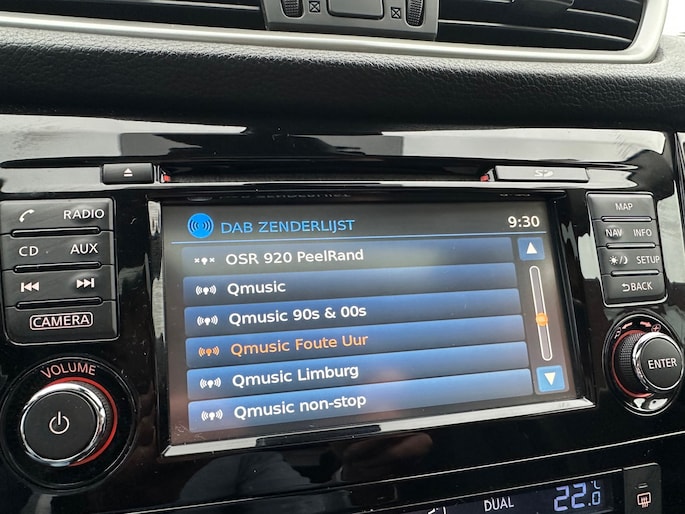 RADIO
CD AUX
CAMERA
VOLUME
DAB ZENDERLIJST 9:30
OSR 920 PeelRand
Qmusic
Qmusic 90s & 00s
Qmusic Foute Uur
Qmusic Limburg
Qmusic non-stop
MAP
NAV INFO
SETUP
BACK
ENTER
DUAL 22.0 °C